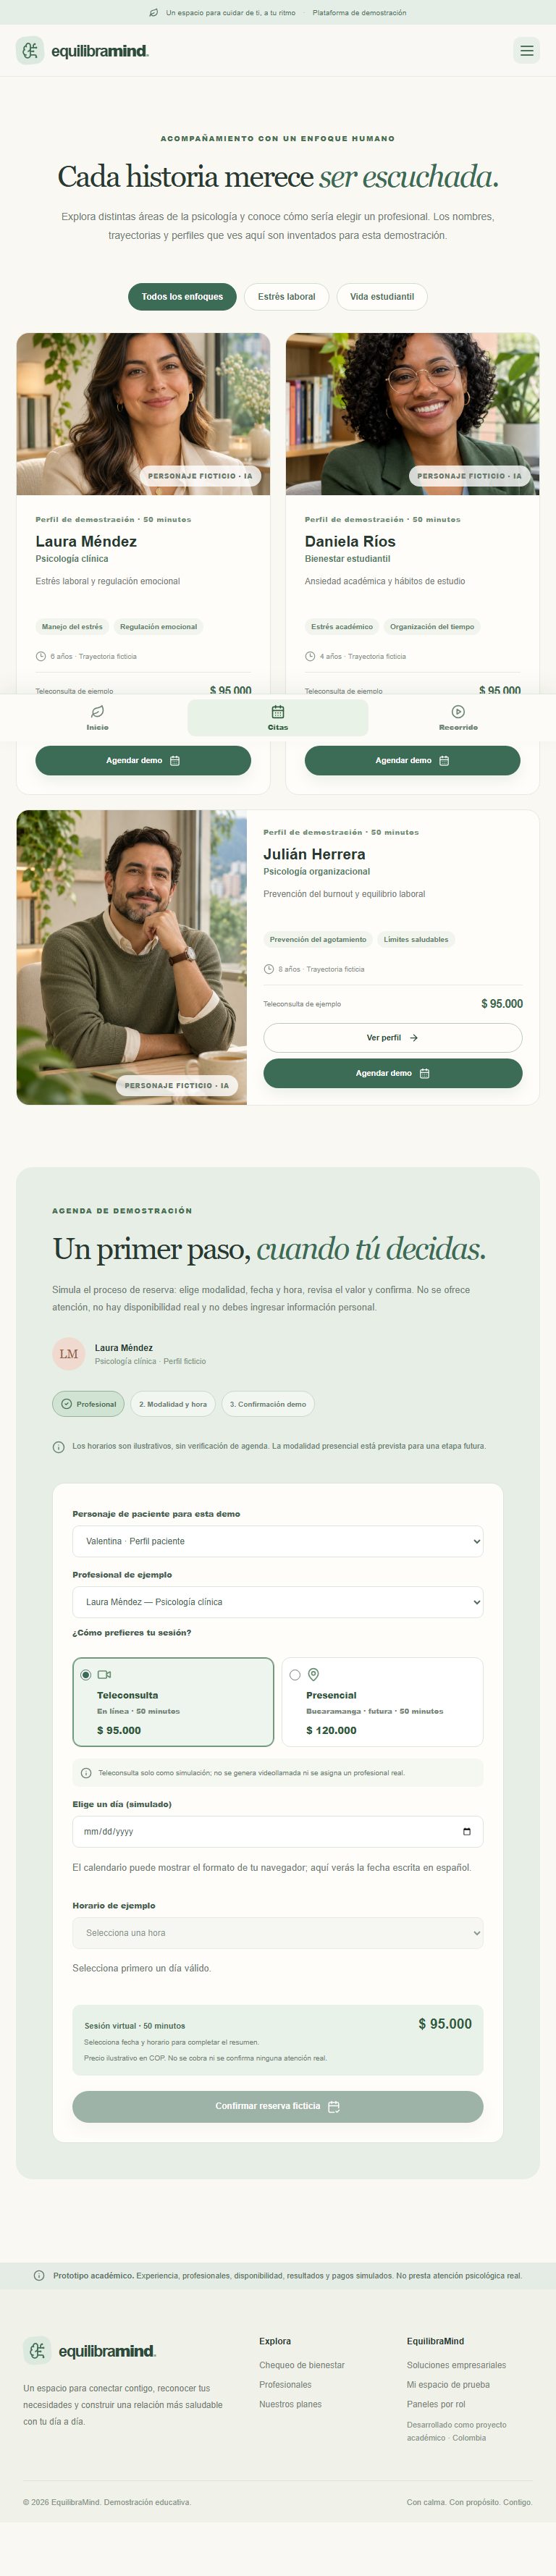 Un espacio para cuidar de ti, a tu ritmo
Plataforma de demostración
equilibramind.
ACOMPAÑAMIENTO CON UN ENFOQUE HUMANO
Cada historia merece ser escuchada.
Explora distintas áreas de la psicología y conoce cómo sería elegir un profesional. Los nombres,
trayectorias y perfiles que ves aquí son inventados para esta demostración.
Todos los enfoques
Estrés laboral
Vida estudiantil
PERSONAJE FICTICIO · IA
Perfil de demostración · 50 minutos
Laura Méndez
Psicología clínica
Estrés laboral y regulación emocional
Manejo del estrés
Regulación emocional
6 años · Trayectoria ficticia
Teleconsulta de ejemplo
$ 95.000
Agendar demo
PERSONAJE FICTICIO · IA
Perfil de demostración · 50 minutos
Daniela Ríos
Bienestar estudiantil
Ansiedad académica y hábitos de estudio
Estrés académico
Organización del tiempo
4 años · Trayectoria ficticia
Teleconsulta de ejemplo
$ 95.000
Agendar demo
Inicio
Citas
Recorrido
PERSONAJE FICTICIO · IA
Perfil de demostración · 50 minutos
Julián Herrera
Psicología organizacional
Prevención del burnout y equilibrio laboral
Prevención del agotamiento
Límites saludables
8 años · Trayectoria ficticia
Teleconsulta de ejemplo
$ 95.000
Ver perfil
Agendar demo
AGENDA DE DEMOSTRACIÓN
Un primer paso, cuando tú decidas.
Simula el proceso de reserva: elige modalidad, fecha y hora, revisa el valor y confirma. No se ofrece
atención, no hay disponibilidad real y no debes ingresar información personal.
LM
Laura Méndez
Psicología clínica · Perfil ficticio
Profesional
2. Modalidad y hora
3. Confirmación demo
Los horarios son ilustrativos, sin verificación de agenda. La modalidad presencial está prevista para una etapa futura.
Personaje de paciente para esta demo
Valentina · Perfil paciente
Profesional de ejemplo
Laura Méndez — Psicología clínica
¿Cómo prefieres tu sesión?
Teleconsulta
En línea · 50 minutos
$ 95.000
Presencial
Bucaramanga · futura · 50 minutos
$ 120.000
Teleconsulta solo como simulación; no se genera videollamada ni se asigna un profesional real.
Elige un día (simulado)
mm/dd/yyyy
El calendario puede mostrar el formato de tu navegador; aquí verás la fecha escrita en español.
Horario de ejemplo
Selecciona una hora
Selecciona primero un día válido.
Sesión virtual · 50 minutos
$ 95.000
Selecciona fecha y horario para completar el resumen.
Precio ilustrativo en COP. No se cobra ni se confirma ninguna atención real.
Confirmar reserva ficticia
Prototipo académico. Experiencia, profesionales, disponibilidad, resultados y pagos simulados. No presta atención psicológica real.
equilibramind.
Un espacio para conectar contigo, reconocer tus
necesidades y construir una relación más saludable
con tu día a día.
Explora
Chequeo de bienestar
Profesionales
Nuestros planes
EquilibraMind
Soluciones empresariales
Mi espacio de prueba
Paneles por rol
Desarrollado como proyecto
académico · Colombia
© 2026 EquilibraMind. Demostración educativa.
Con calma. Con propósito. Contigo.